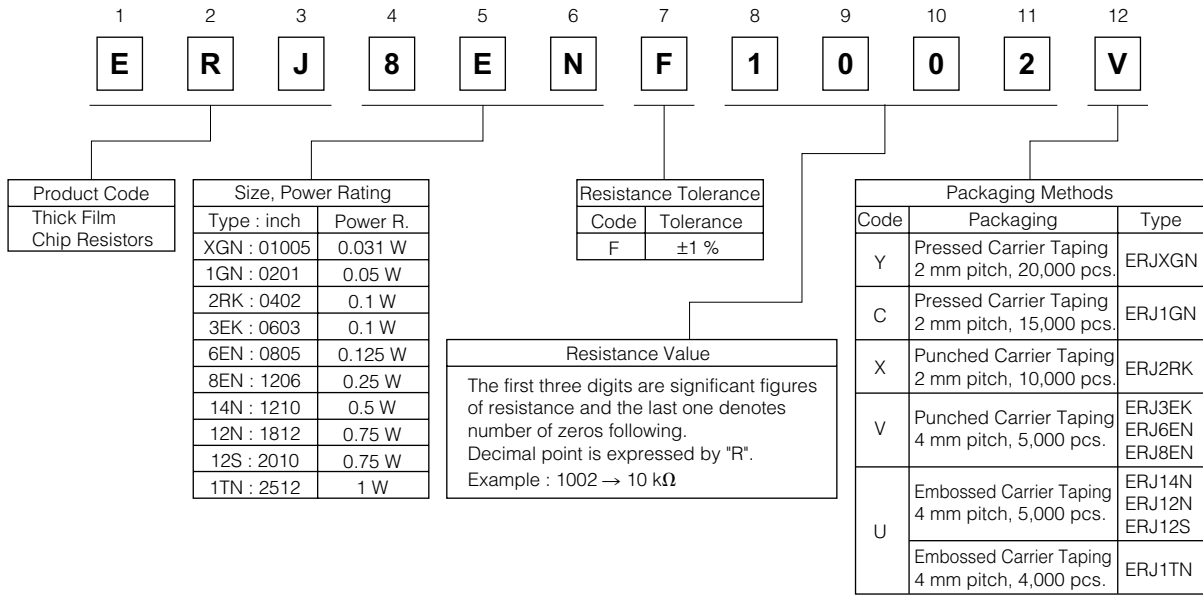 1 2 3 4 5 6 7 8 9 10 11 12
E R J 8 E N F 1 0 0 2 V
Product Code
Thick Film
Chip Resistors
Size, Power Rating
Type : inch Power R.
XGN : 01005 0.031 W
1GN : 0201 0.05 W
2RK : 0402 0.1 W
3EK : 0603 0.1 W
6EN : 0805 0.125 W
8EN : 1206 0.25 W
14N : 1210 0.5 W
12N : 1812 0.75 W
12S : 2010 0.75 W
1TN : 2512 1 W
Resistance Tolerance
Code Tolerance
F ±1 %
Resistance Value
The first three digits are significant figures
of resistance and the last one denotes
number of zeros following.
Decimal point is expressed by "R".
Example : 1002 → 10 kΩ
Packaging Methods
Code Packaging Type
Y Pressed Carrier Taping
2 mm pitch, 20,000 pcs. ERJXGN
C Pressed Carrier Taping
2 mm pitch, 15,000 pcs. ERJ1GN
X Punched Carrier Taping
2 mm pitch, 10,000 pcs. ERJ2RK
V Punched Carrier Taping
4 mm pitch, 5,000 pcs.
ERJ3EK
ERJ6EN
ERJ8EN
U Embossed Carrier Taping
4 mm pitch, 5,000 pcs.
ERJ14N
ERJ12N
ERJ12S
Embossed Carrier Taping
4 mm pitch, 4,000 pcs. ERJ1TN